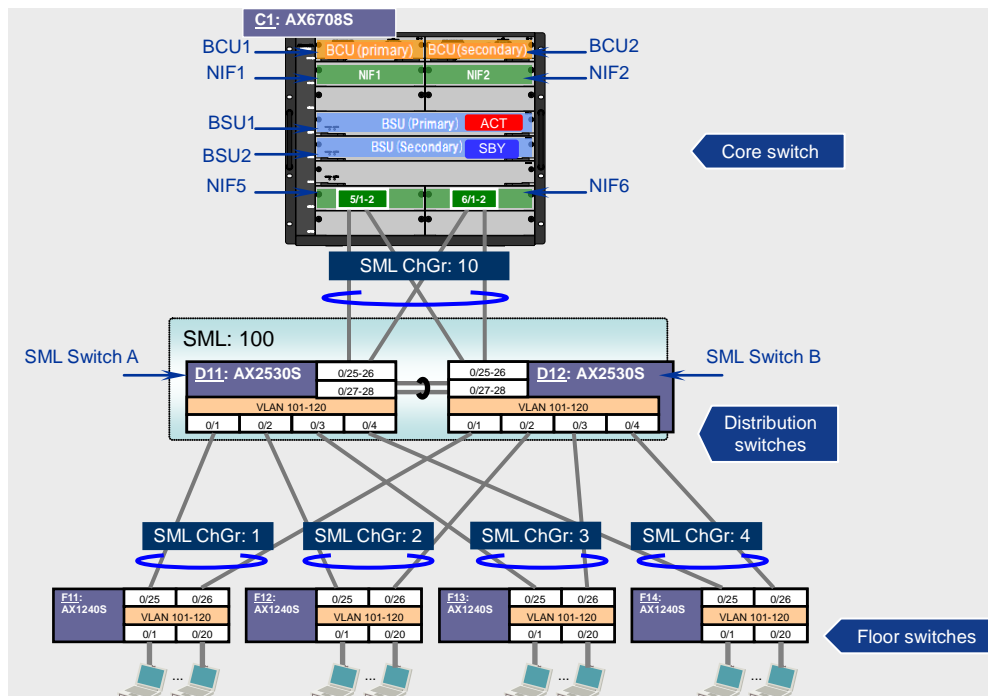 C1: AX6708S
BCU1
BCU (primary)
BCU (secondary)
BCU2
NIF1
NIF1
NIF2
NIF2
BSU1
BSU (Primary)
ACT
BSU2
BSU (Secondary)
SBY
Core switch
NIF5
5/1-2
6/1-2
NIF6
SML ChGr: 10
SML: 100
SML Switch A
SML Switch B
D11: AX2530S
0/25-26
0/27-28
VLAN 101-120
0/1
0/2
0/3
0/4
0/25-26
0/27-28
D12: AX2530S
VLAN 101-120
0/1
0/2
0/3
0/4
Distribution
switches
SML ChGr: 1
SML ChGr: 2
SML ChGr: 3
SML ChGr: 4
F11:
AX1240S
0/25
0/26
VLAN 101-120
0/1
0/20
...
F12:
AX1240S
0/25
0/26
VLAN 101-120
0/1
0/20
...
F13:
AX1240S
0/25
0/26
VLAN 101-120
0/1
0/20
...
F14:
AX1240S
0/25
0/26
VLAN 101-120
0/1
0/20
...
Floor switches